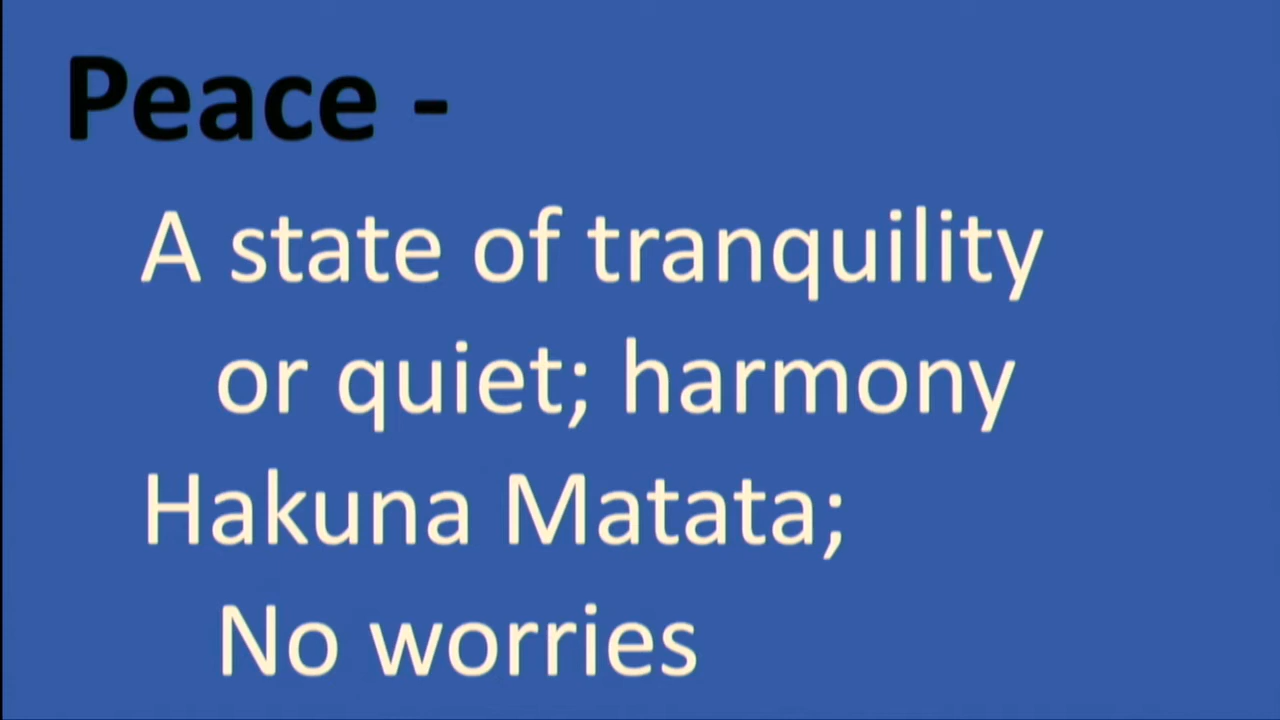 Peace -
A state of tranquility
or quiet; harmony
Hakuna Matata;
No worries